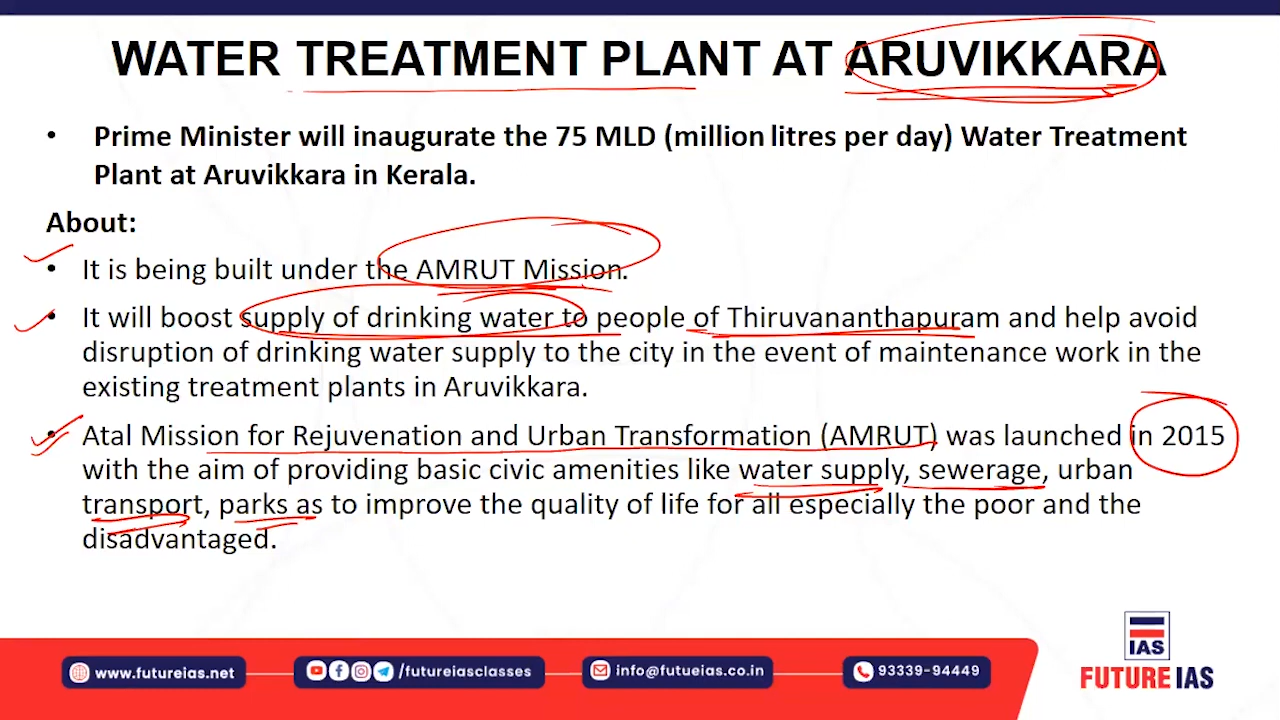 WATER TREATMENT PLANT AT ARUVIKKARA
• Prime Minister will inaugurate the 75 MLD (million litres per day) Water Treatment
Plant at Aruvikkara in Kerala.
About:
• It is being built under the AMRUT Mission.
• It will boost supply of drinking water to people of Thiruvananthapuram and help avoid
disruption of drinking water supply to the city in the event of maintenance work in the
existing treatment plants in Aruvikkara.
• Atal Mission for Rejuvenation and Urban Transformation (AMRUT) was launched in 2015
with the aim of providing basic civic amenities like water supply, sewerage, urban
transport, parks as to improve the quality of life for all especially the poor and the
disadvantaged.
www.futureias.net
/futureiasclasses
info@futueias.co.in
93339-94449
IAS
FUTURE IAS